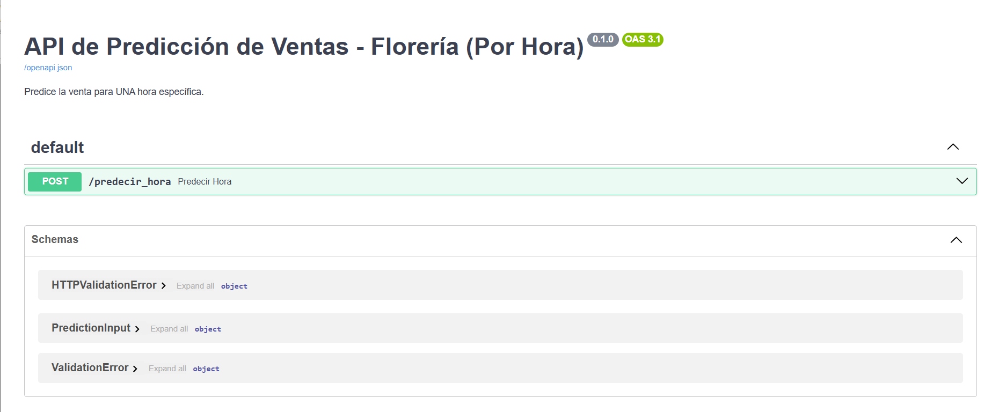 API de Predicción de Ventas - Florería (Por Hora) 0.1.0 OAS 3.1
/openapi.json
Predice la venta para UNA hora específica.
default
POST /predecir_hora Predecir Hora
Schemas
HTTPValidationError Expand all object
PredictionInput Expand all object
ValidationError Expand all object